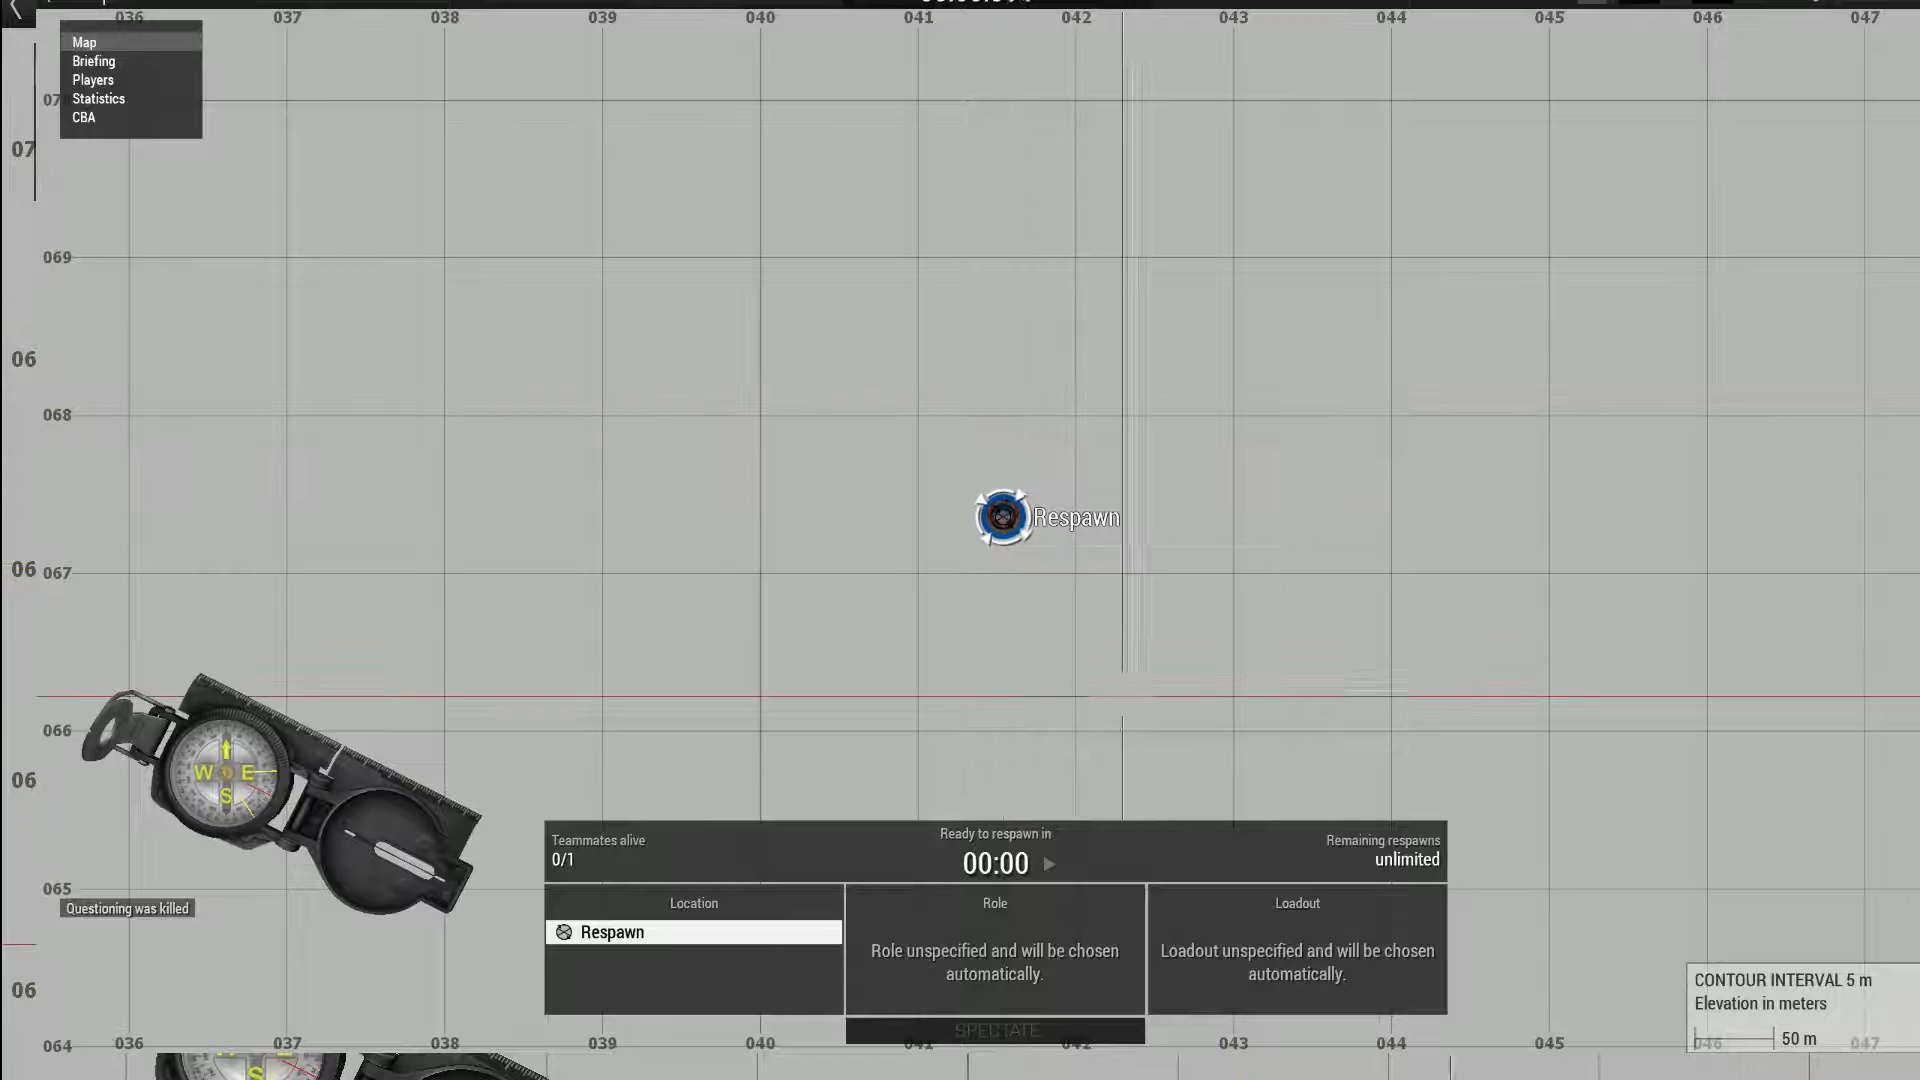 036 037 038 039 040 041 042 043 044 045 046 047
Map
Briefing
Players
Statistics
CBA
07
069
06
068
Respawn
06 067
066
W E
S
06
065
Questioning was killed
Teammates alive
0/1
Ready to respawn in
00:00
Remaining respawns
unlimited
Location
Respawn
Role
Role unspecified and will be chosen
automatically.
Loadout
Loadout unspecified and will be chosen
automatically.
06
CONTOUR INTERVAL 5 m
Elevation in meters
50 m
SPECTATE
064 036 037 038 039 040 041 042 043 044 045 046 047
S